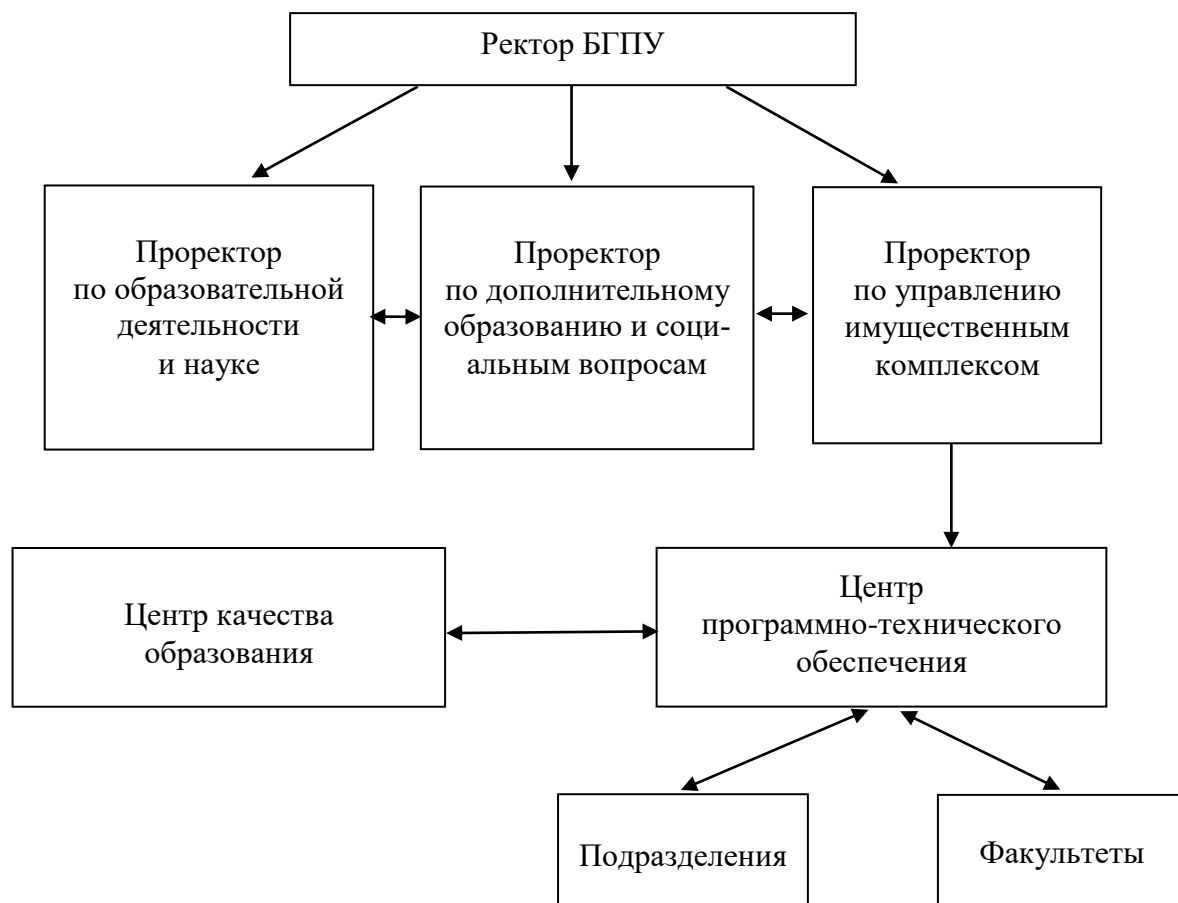 Ректор БГПУ
Проректор
по образовательной
деятельности
и науке
Проректор
по дополнительному
образованию и соци-
альным вопросам
Проректор
по управлению
имущественным
комплексом
Центр качества
образования
Центр
программно-технического
обеспечения
Подразделения
Факультеты